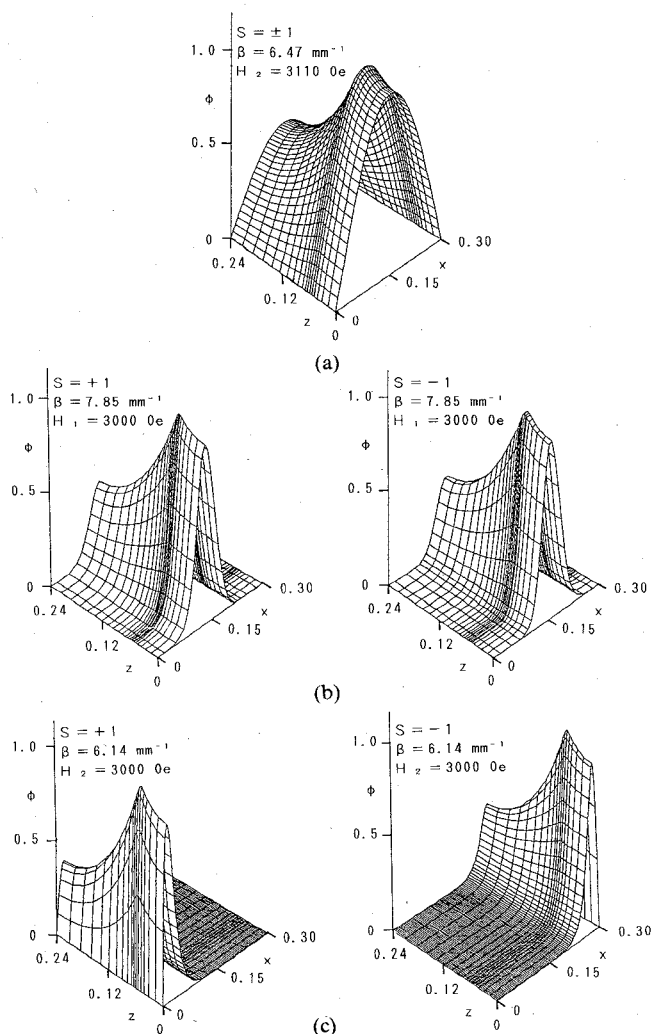 S = ±1
β = 6.47 mm⁻¹
H ₂ = 3110 Oe
1.0
φ
0.5
0
0.24
0.12
z
0
0
0.15
x
0.30
(a)
S = +1
β = 7.85 mm⁻¹
H ₁ = 3000 Oe
1.0
φ
0.5
0
0.24
0.12
z
0
0
0.15
x
0.30
S = −1
β = 7.85 mm⁻¹
H ₁ = 3000 Oe
1.0
φ
0.5
0
0.24
0.12
z
0
0
0.15
x
0.30
(b)
S = +1
β = 6.14 mm⁻¹
H ₂ = 3000 Oe
1.0
φ
0.5
0
0.24
0.12
z
0
0
0.15
x
0.30
S = −1
β = 6.14 mm⁻¹
H ₂ = 3000 Oe
1.0
φ
0.5
0
0.24
0.12
z
0
0
0.15
x
0.30
(c)